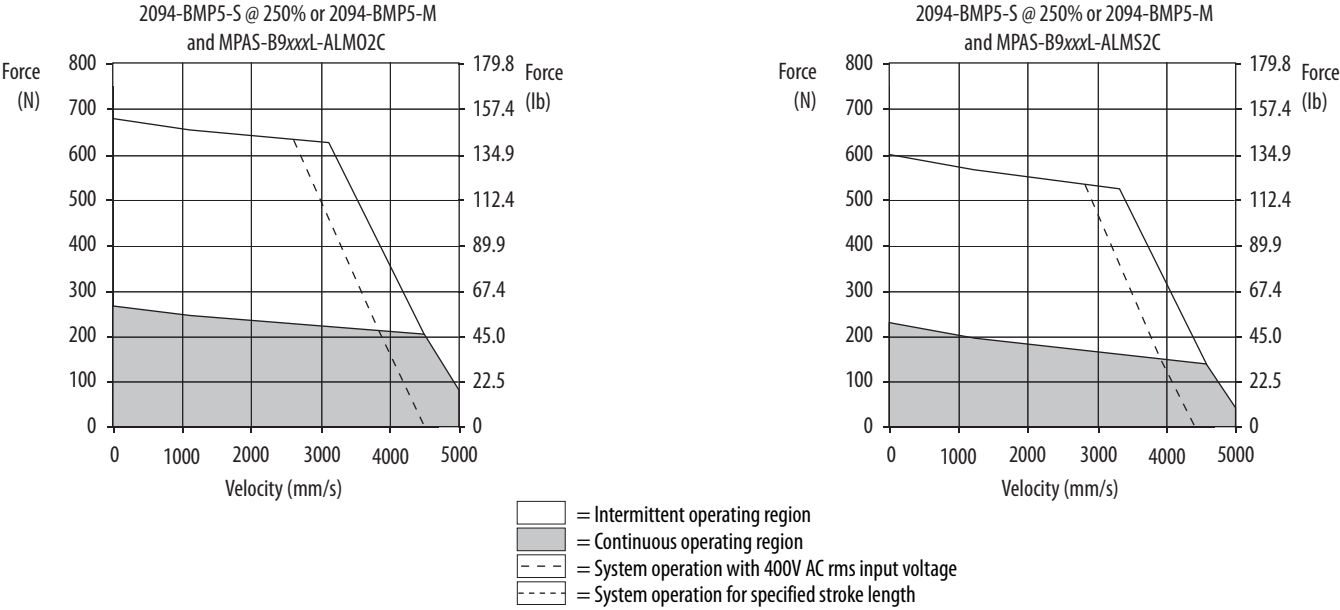 2094-BMP5-S @ 250% or 2094-BMP5-M
and MPAS-B9xxxL-ALMO2C
Force
(N)
800
700
600
500
400
300
200
100
0
179.8
157.4
134.9
112.4
89.9
67.4
45.0
22.5
0
Force
(lb)
0 1000 2000 3000 4000 5000
Velocity (mm/s)
2094-BMP5-S @ 250% or 2094-BMP5-M
and MPAS-B9xxxL-ALMS2C
Force
(N)
800
700
600
500
400
300
200
100
0
179.8
157.4
134.9
112.4
89.9
67.4
45.0
22.5
0
Force
(lb)
0 1000 2000 3000 4000 5000
Velocity (mm/s)
= Intermittent operating region
= Continuous operating region
= System operation with 400V AC rms input voltage
= System operation for specified stroke length